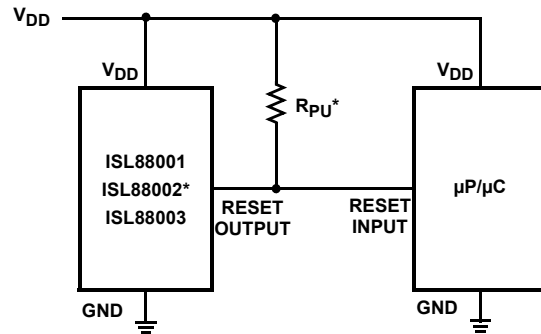 VDD
VDD
VDD
RPU*
ISL88001
ISL88002*
ISL88003
µP/µC
RESET
OUTPUT
RESET
INPUT
GND
GND